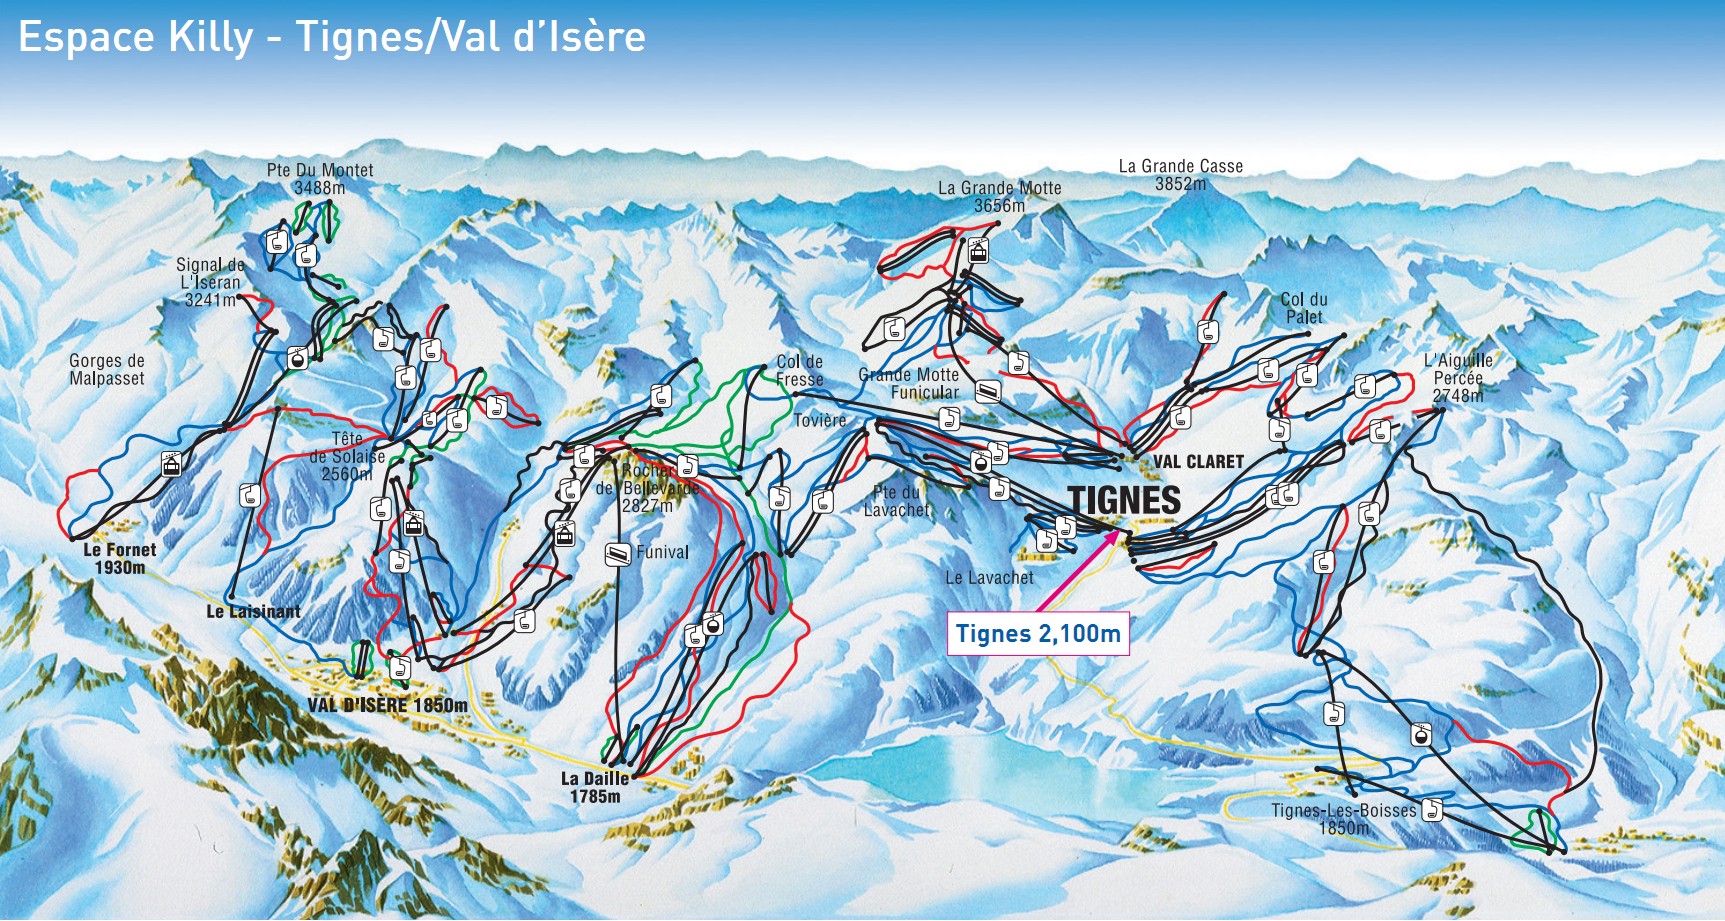 Espace Killy - Tignes/Val d'Isère
Pte Du Montet
3488m
La Grande Casse
3852m
La Grande Motte
3656m
Signal de
L'Iseran
3241m
Col du
Palet
Gorges de
Malpasset
Col de
Fresse
Grande Motte
Funicular
L'Aiguille
Percée
2748m
Tovière
Tête
de Solaise
2560m
VAL CLARET
Rocher
de Bellevarde
2827m
Pte du
Lavachet
TIGNES
Le Fornet
1930m
Funival
Le Lavachet
Le Laisinant
Tignes 2,100m
VAL D'ISÈRE 1850m
La Daille
1785m
Tignes-Les-Boisses
1850m